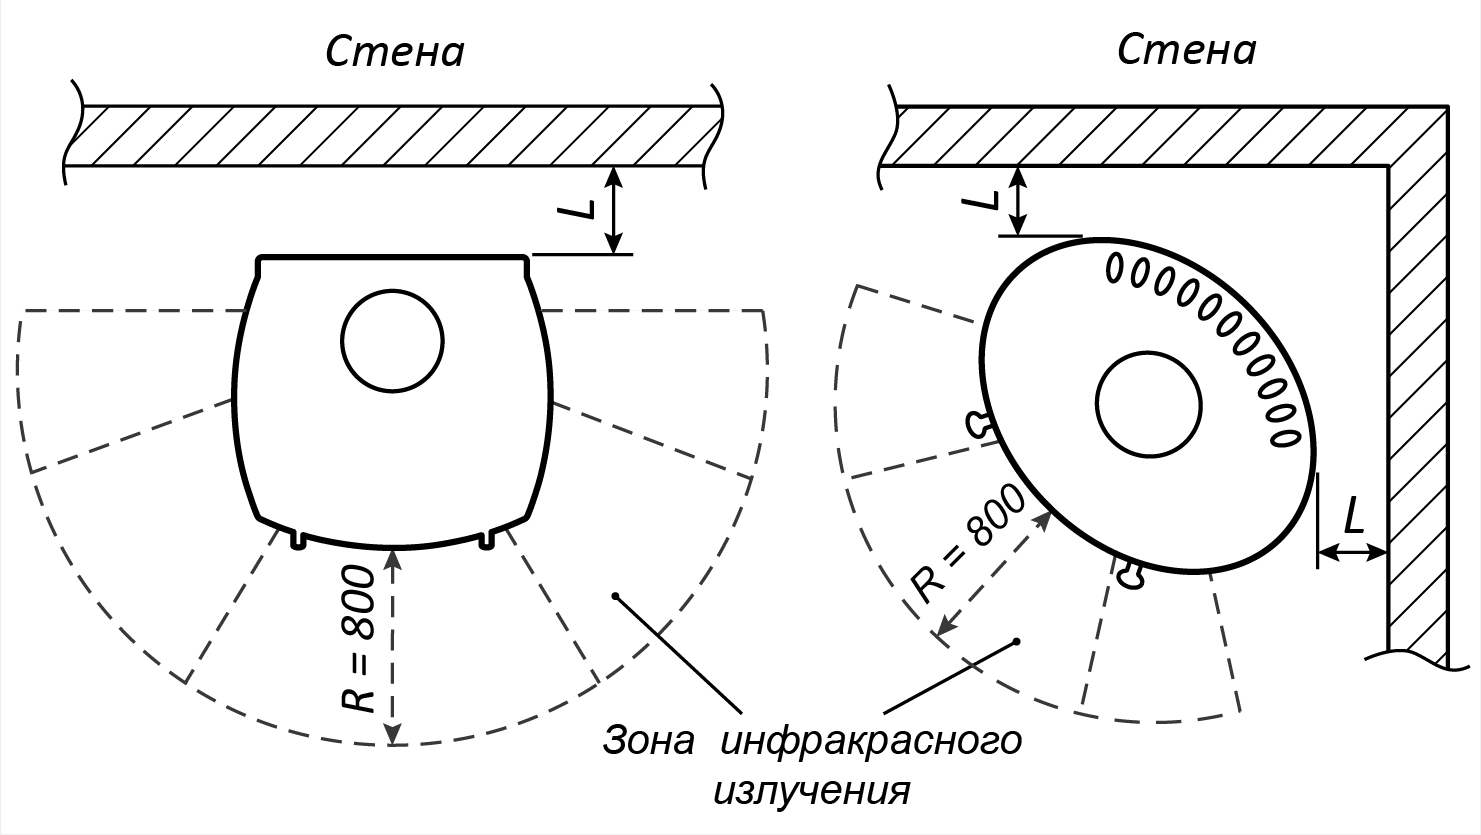 Стена
Стена
L
L
L
R = 800
R = 800
Зона инфракрасного
излучения